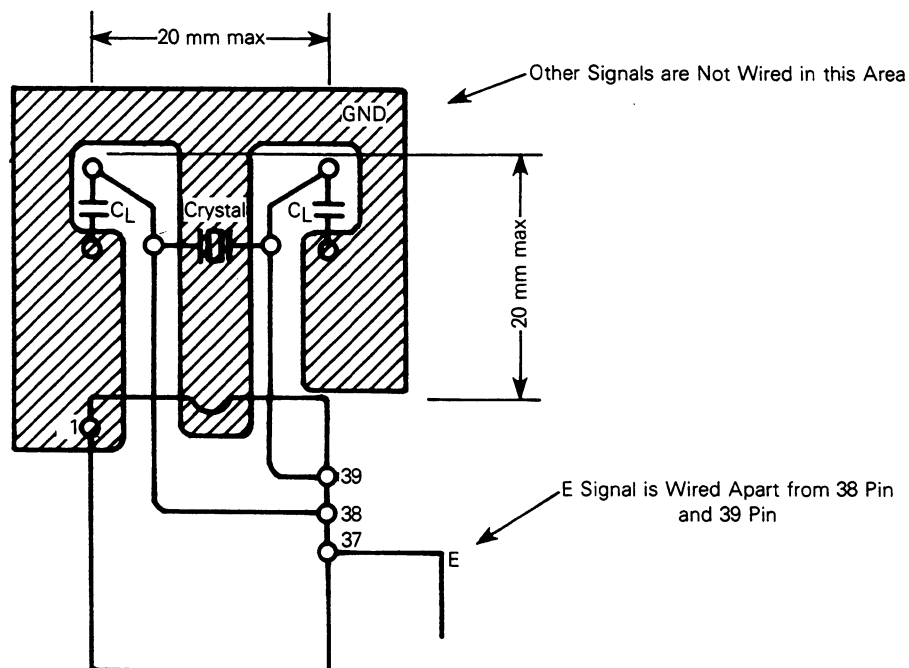 20 mm max
Other Signals are Not Wired in this Area
GND
CL
Crystal
CL
20 mm max
1
39
38
37
E
E Signal is Wired Apart from 38 Pin
and 39 Pin